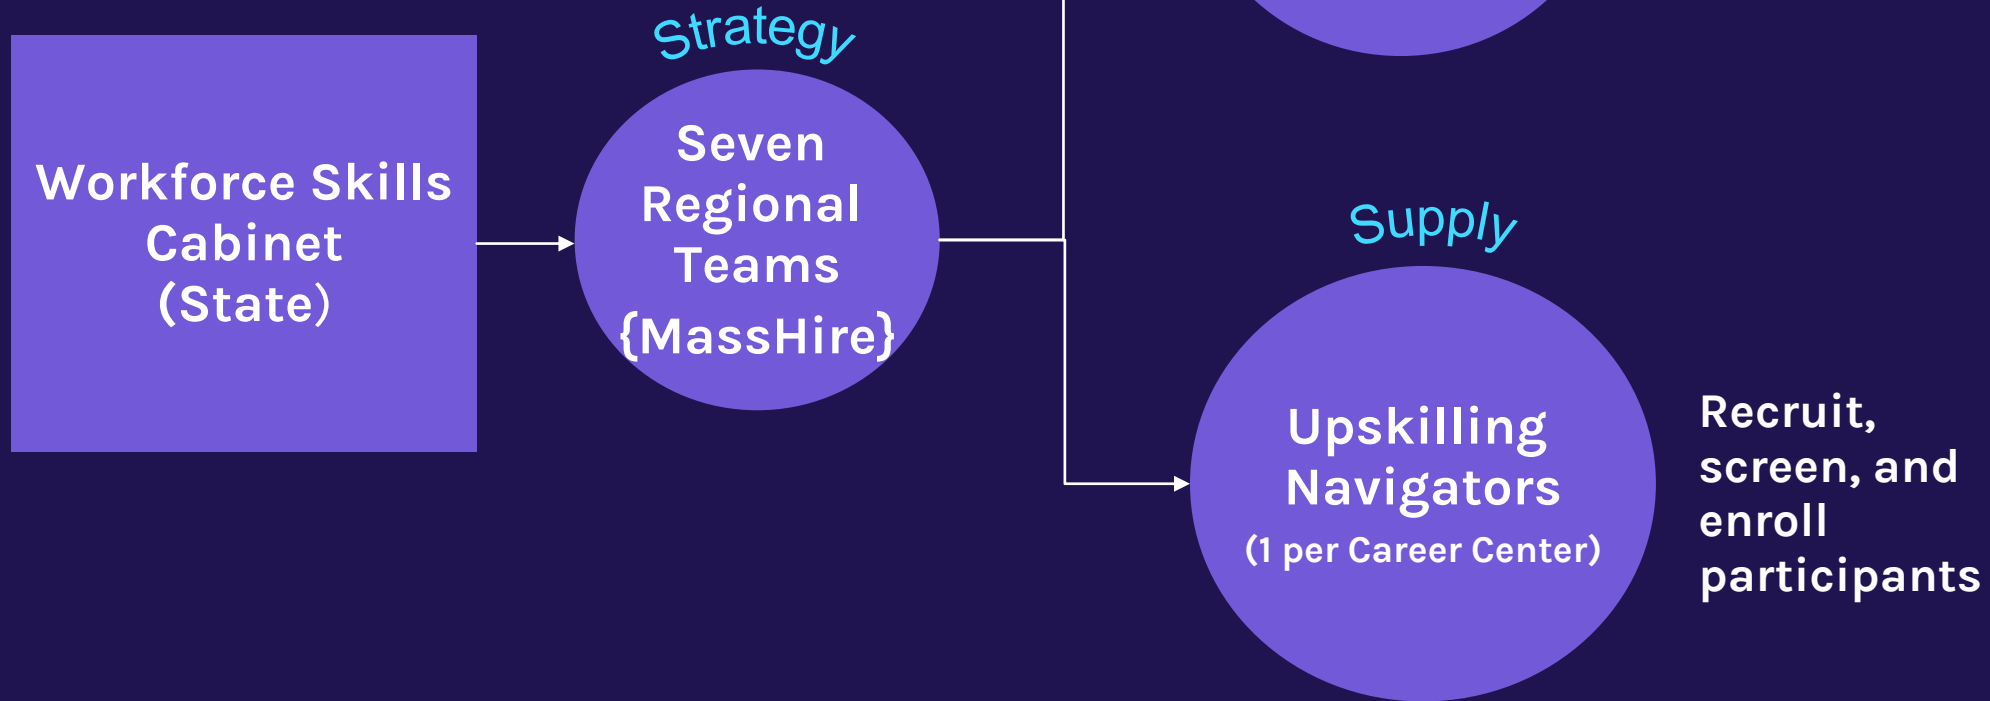 Workforce Skills
Cabinet
(State)
Strategy
Seven
Regional
Teams
{MassHire}
Supply
Upskilling
Navigators
(1 per Career Center)
Recruit,
screen, and
enroll
participants